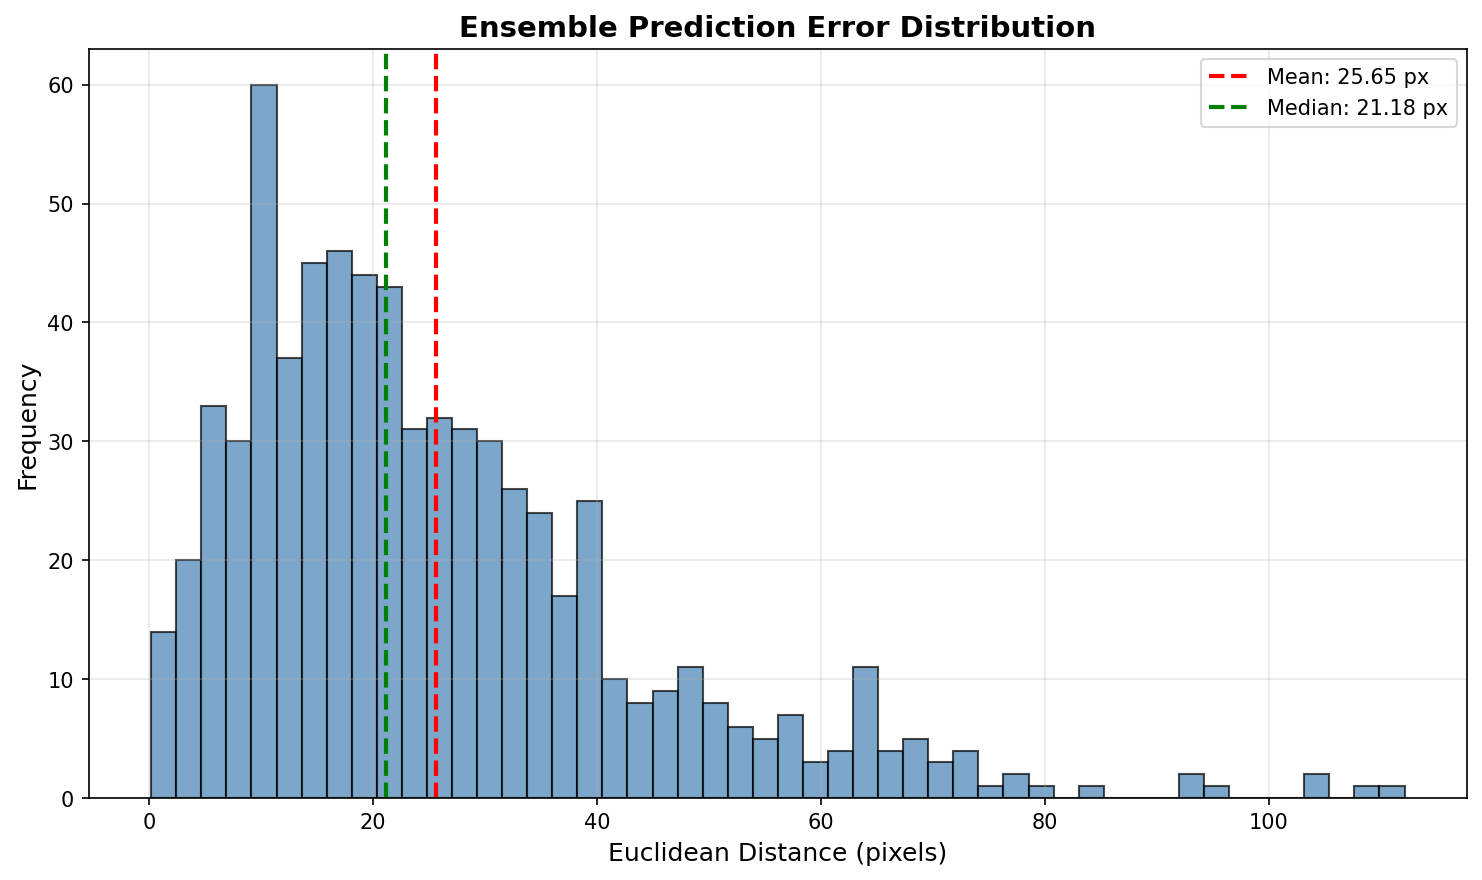 Ensemble Prediction Error Distribution
Mean: 25.65 px
Median: 21.18 px
Frequency
60
50
40
30
20
10
0
0 20 40 60 80 100
Euclidean Distance (pixels)